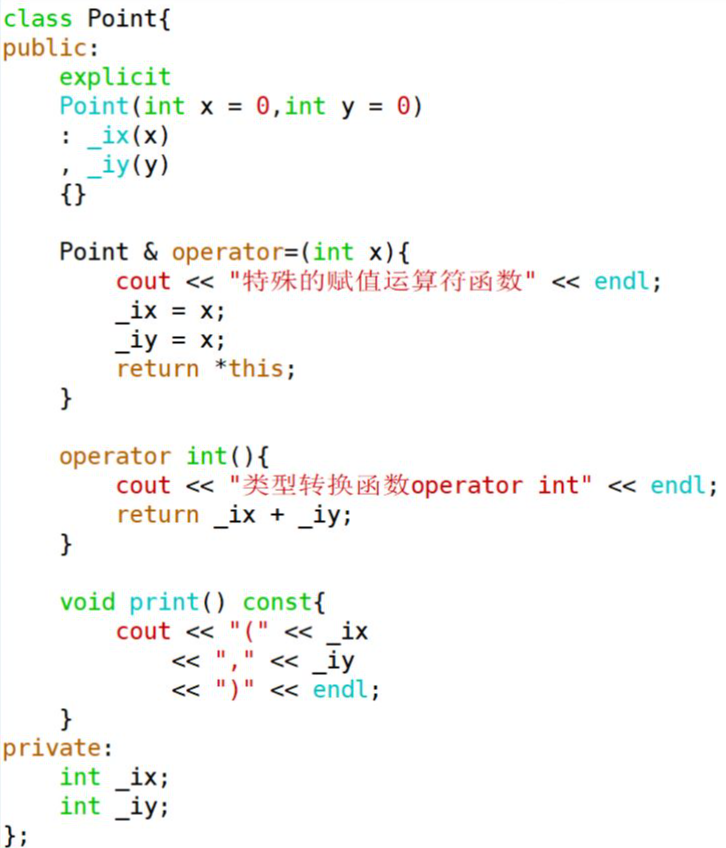 class Point{
public:
    explicit
    Point(int x = 0,int y = 0)
    : _ix(x)
    , _iy(y)
    {}

    Point & operator=(int x){
        cout << "特殊的赋值运算符函数" << endl;
        _ix = x;
        _iy = x;
        return *this;
    }

    operator int(){
        cout << "类型转换函数operator int" << endl;
        return _ix + _iy;
    }

    void print() const{
        cout << "(" << _ix
            << "," << _iy
            << ")" << endl;
    }
private:
    int _ix;
    int _iy;
};